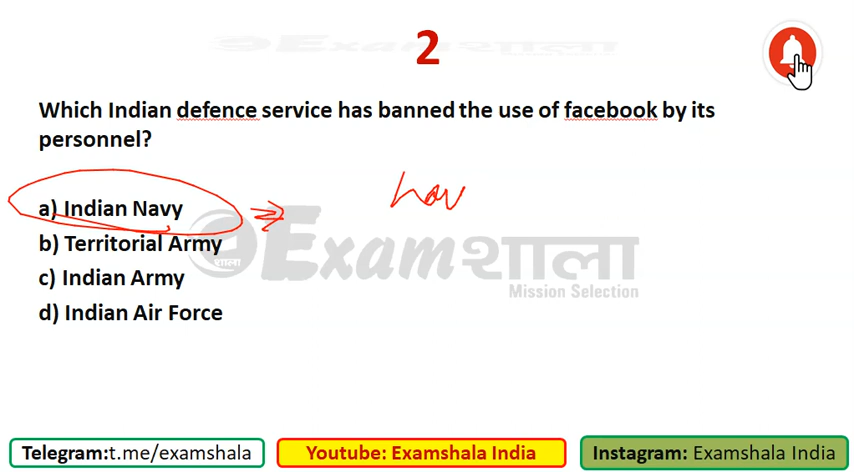 Examशाला
2
Which Indian defence service has banned the use of facebook by its
personnel?
a) Indian Navy
b) Territorial Army
c) Indian Army
d) Indian Air Force
शाला
Examशाला
Mission Selection
Telegram:t.me/examshala
Youtube: Examshala India
Instagram: Examshala India